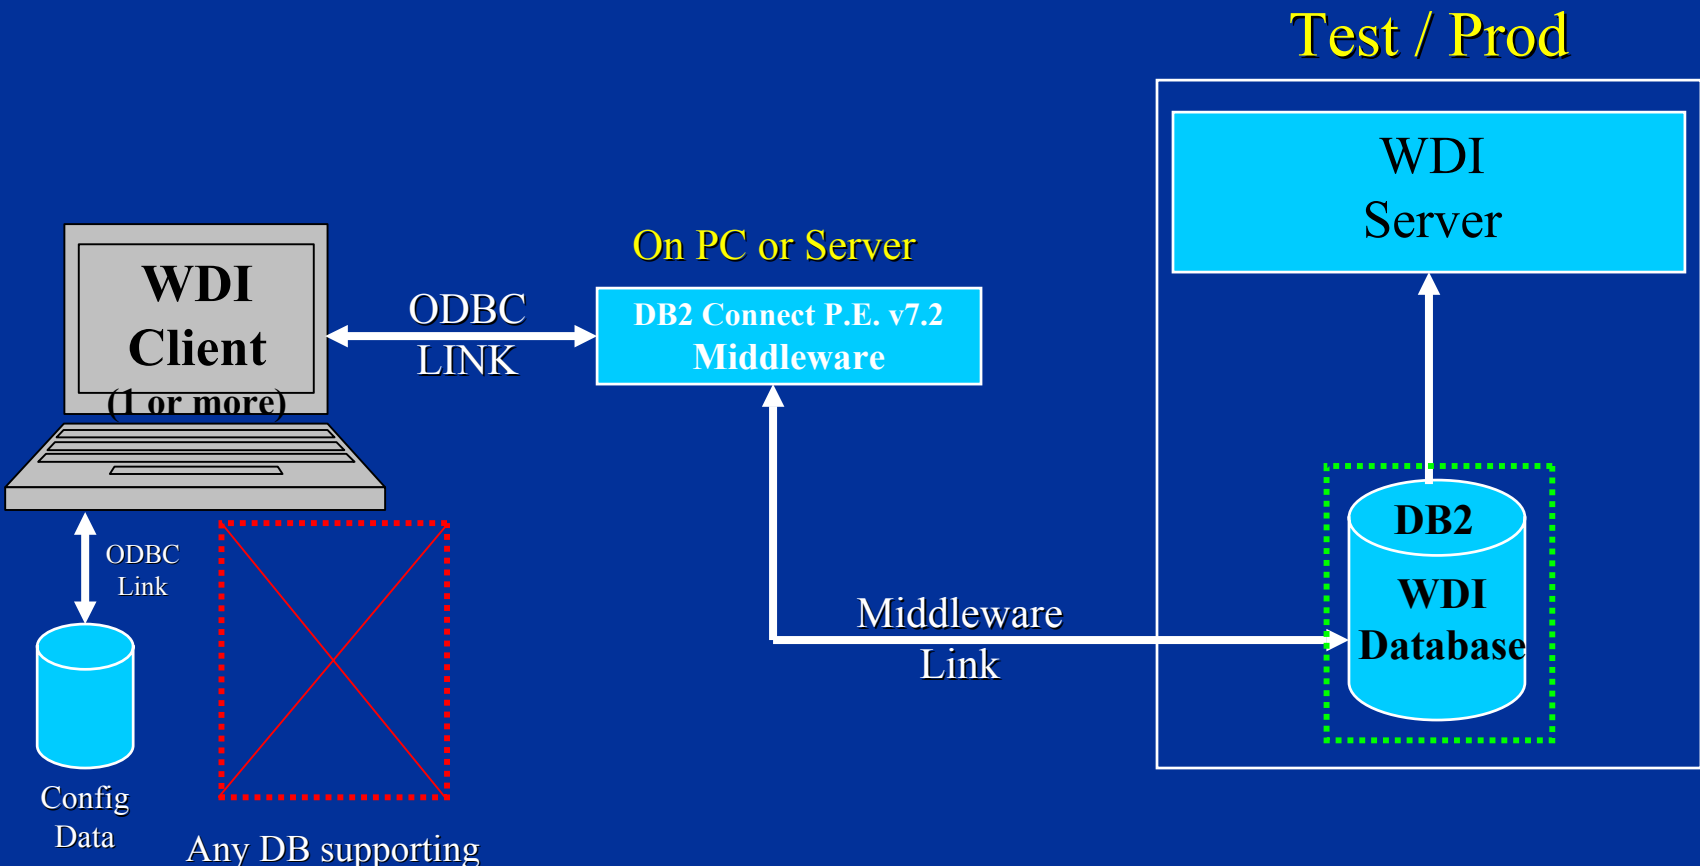 Test / Prod
WDI
Server
On PC or Server
WDI
Client
(1 or more)
ODBC
LINK
DB2 Connect P.E. v7.2
Middleware
DB2
WDI
Database
ODBC
Link
Middleware
Link
Config
Data
Any DB supporting